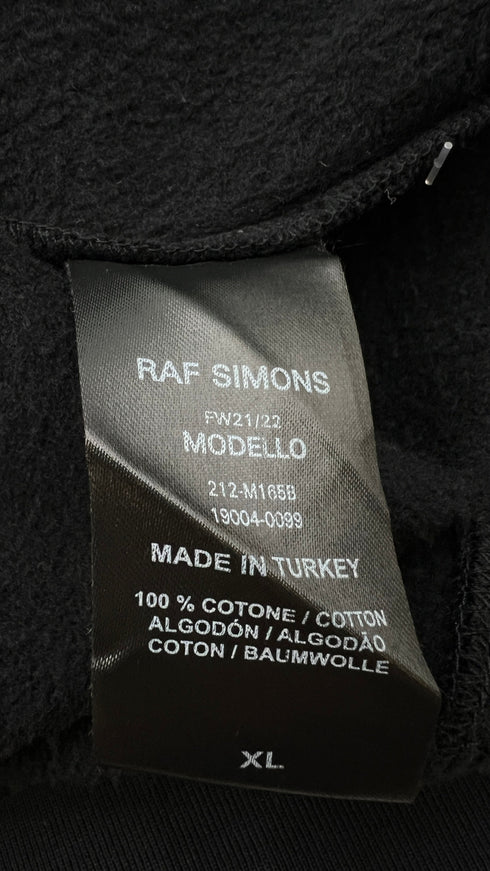 RAF SIMONS
FW21/22
MODELLO
212-M165B
19004-0099
MADE IN TURKEY
100 % COTONE / COTTON
ALGODÓN / ALGODÃO
COTON / BAUMWOLLE
XL